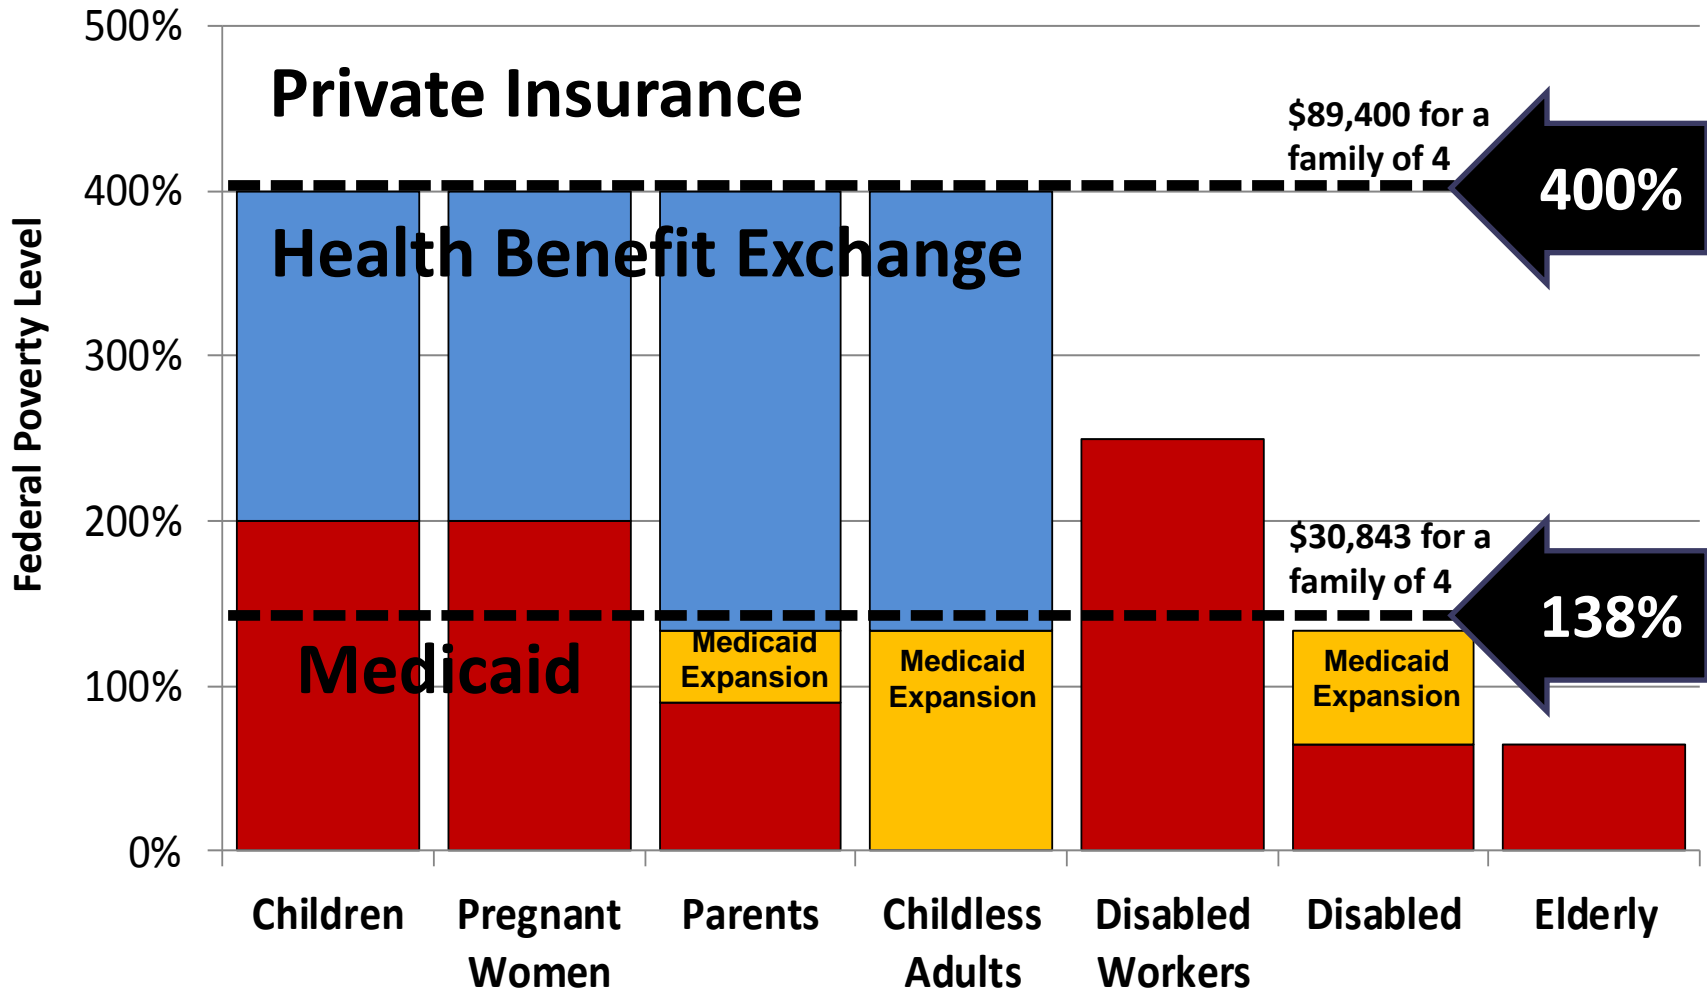 500%
Private Insurance
$89,400 for a
family of 4
400%
400%
Health Benefit Exchange
Federal Poverty Level
300%
200%
$30,843 for a
family of 4
138%
Medicaid
Medicaid
Expansion
Medicaid
Expansion
Medicaid
Expansion
100%
0%
Children
Pregnant
Women
Parents
Childless
Adults
Disabled
Workers
Disabled
Elderly